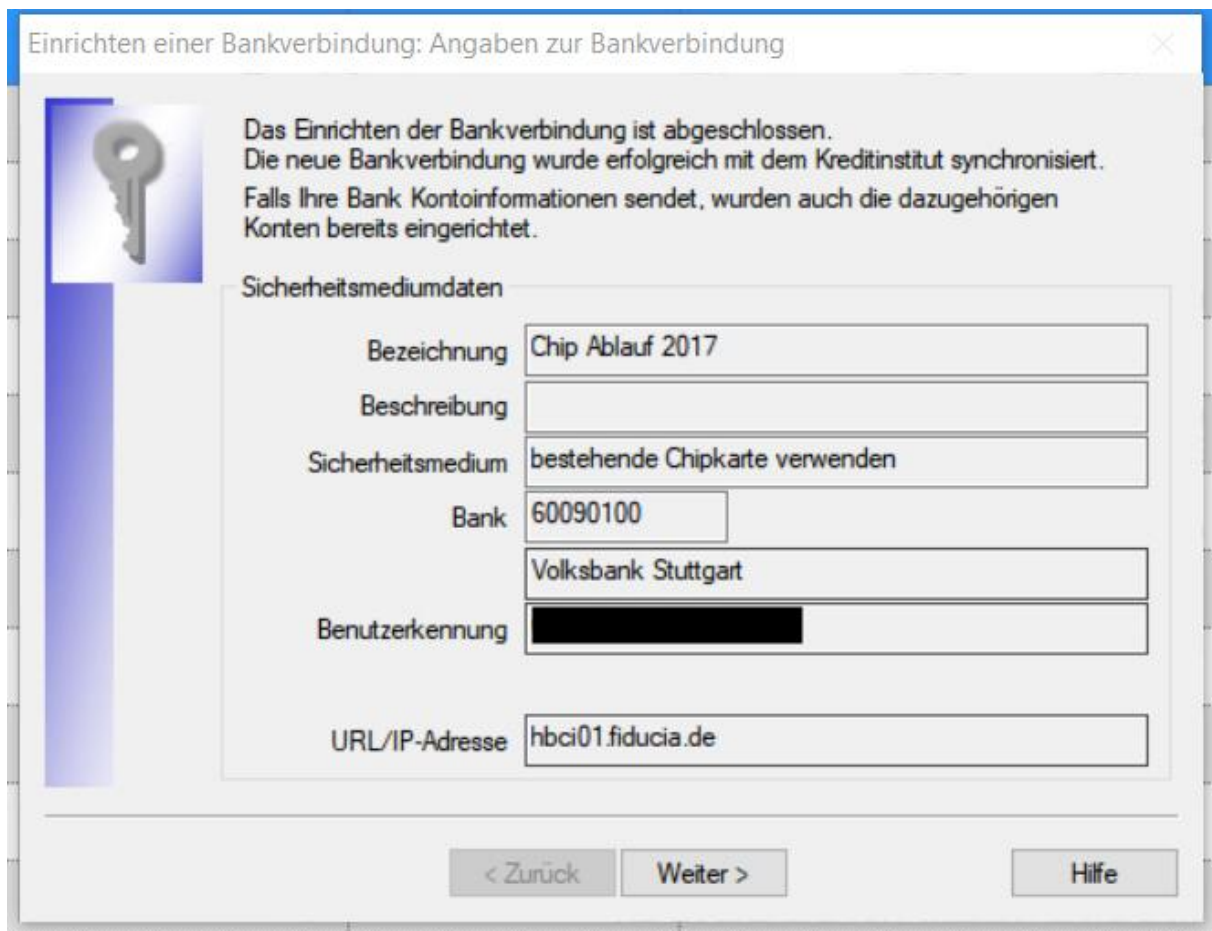 Einrichten einer Bankverbindung: Angaben zur Bankverbindung
Das Einrichten der Bankverbindung ist abgeschlossen.
Die neue Bankverbindung wurde erfolgreich mit dem Kreditinstitut synchronisiert.
Falls Ihre Bank Kontoinformationen sendet, wurden auch die dazugehörigen
Konten bereits eingerichtet.
Sicherheitsmediumdaten
Bezeichnung Chip Ablauf 2017
Beschreibung
Sicherheitsmedium bestehende Chipkarte verwenden
Bank 60090100
Volksbank Stuttgart
Benutzerkennung
URL/IP-Adresse hbci01.fiducia.de
< Zurück Weiter > Hilfe